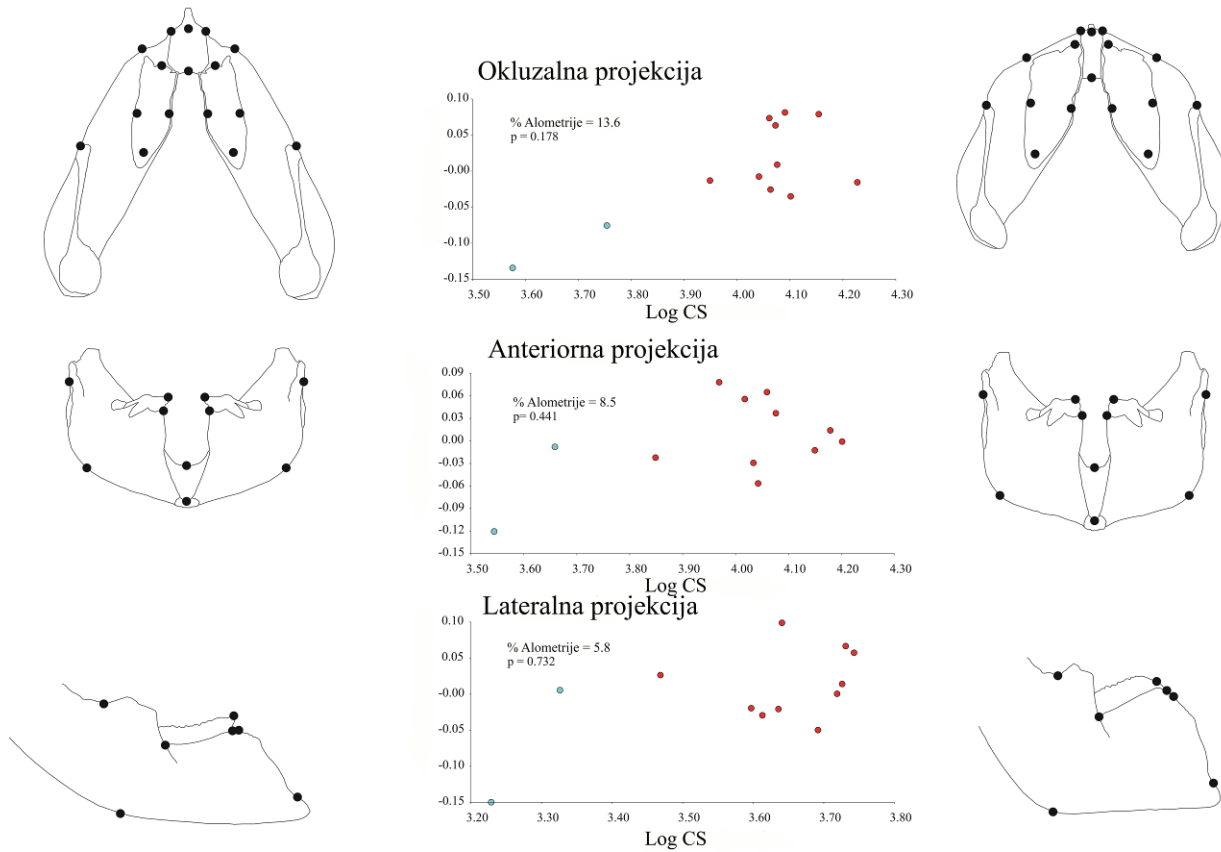 Okluzalna projekcija
0.10
0.05
-0.00
-0.05
-0.10
-0.15
% Alometrije = 13.6
p = 0.178
3.50 3.60 3.70 3.80 3.90 4.00 4.10 4.20 4.30
Log CS
Anteriorna projekcija
0.09
0.06
0.03
0.00
-0.03
-0.06
-0.09
-0.12
-0.15
% Alometrije = 8.5
p= 0.441
3.50 3.60 3.70 3.80 3.90 4.00 4.10 4.20 4.30
Log CS
Lateralna projekcija
0.10
0.05
-0.00
-0.05
-0.10
-0.15
% Alometrije = 5.8
p = 0.732
3.20 3.30 3.40 3.50 3.60 3.70 3.80
Log CS